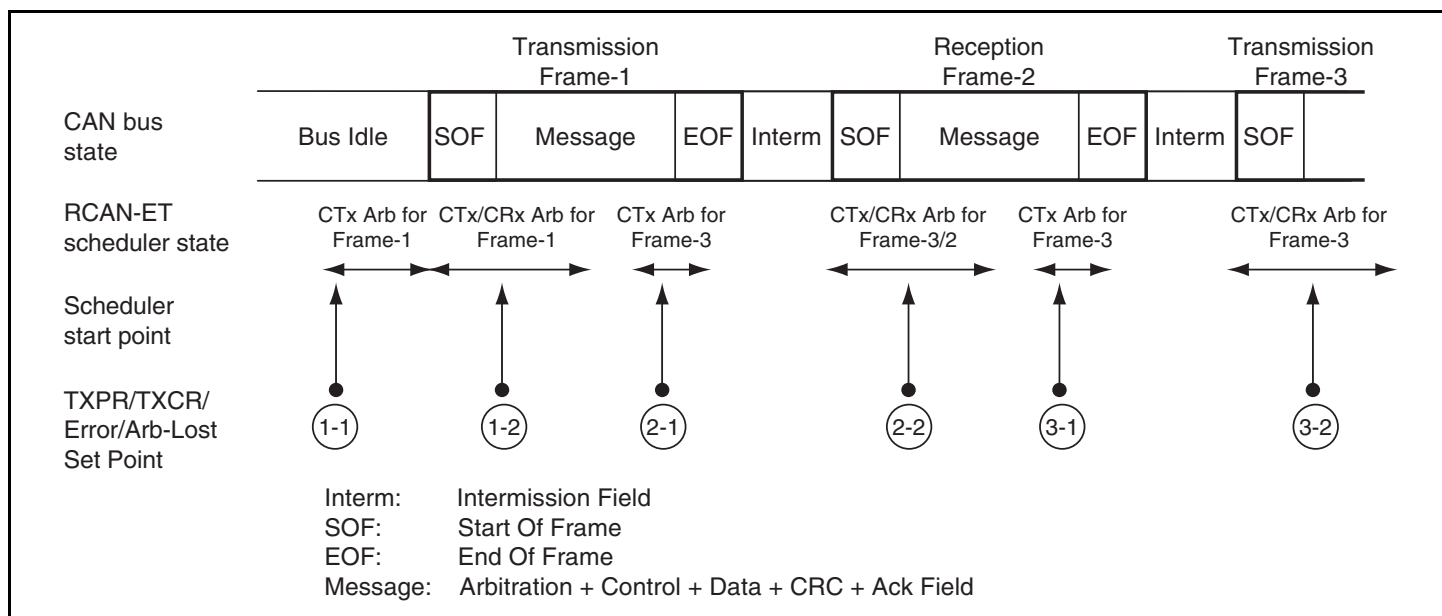 Transmission
Frame-1
Reception
Frame-2
Transmission
Frame-3
CAN bus
state
Bus Idle
SOF
Message
EOF
Interm
SOF
Message
EOF
Interm
SOF
RCAN-ET
scheduler state
CTx Arb for
Frame-1
CTx/CRx Arb for
Frame-1
CTx Arb for
Frame-3
CTx/CRx Arb for
Frame-3/2
CTx Arb for
Frame-3
CTx/CRx Arb for
Frame-3
Scheduler
start point
TXPR/TXCR/
Error/Arb-Lost
Set Point
1-1
1-2
2-1
2-2
3-1
3-2
Interm: Intermission Field
SOF: Start Of Frame
EOF: End Of Frame
Message: Arbitration + Control + Data + CRC + Ack Field